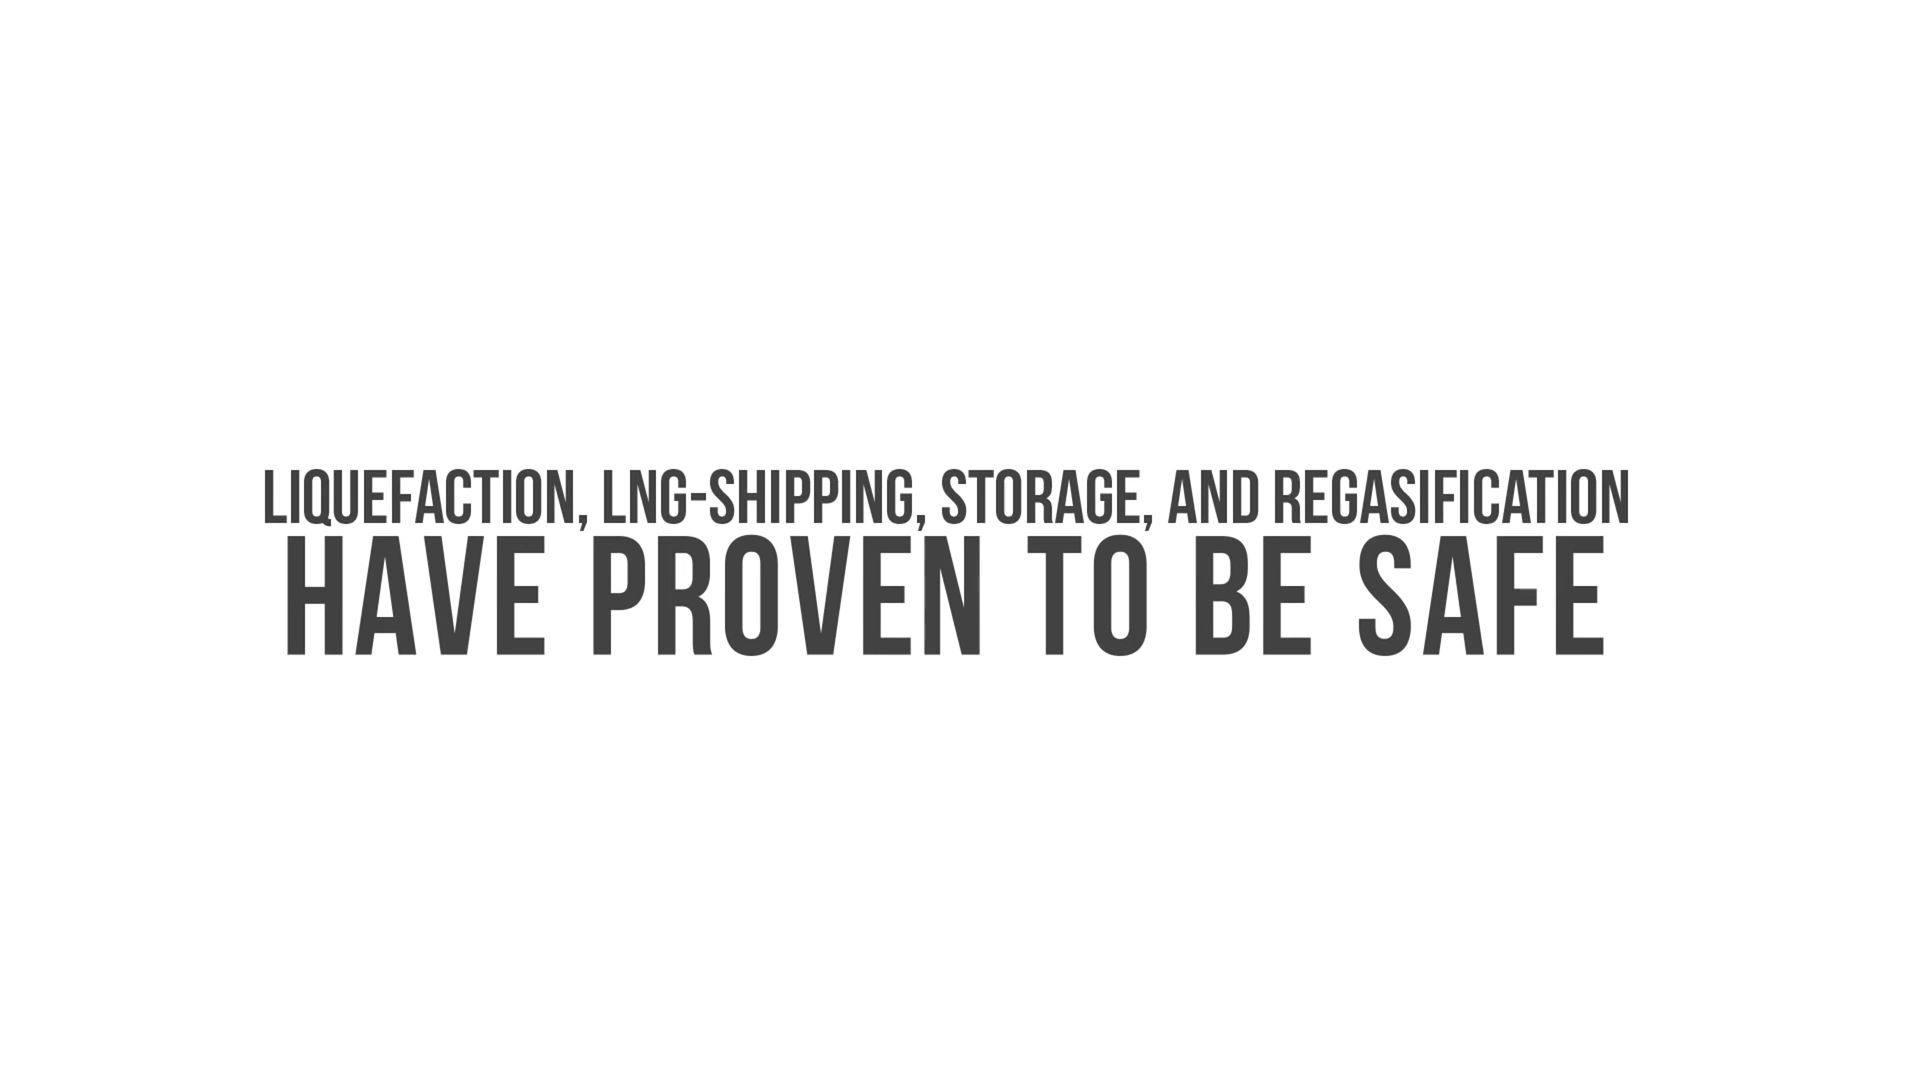 LIQUEFACTION, LNG-SHIPPING, STORAGE, AND REGASIFICATION
HAVE PROVEN TO BE SAFE